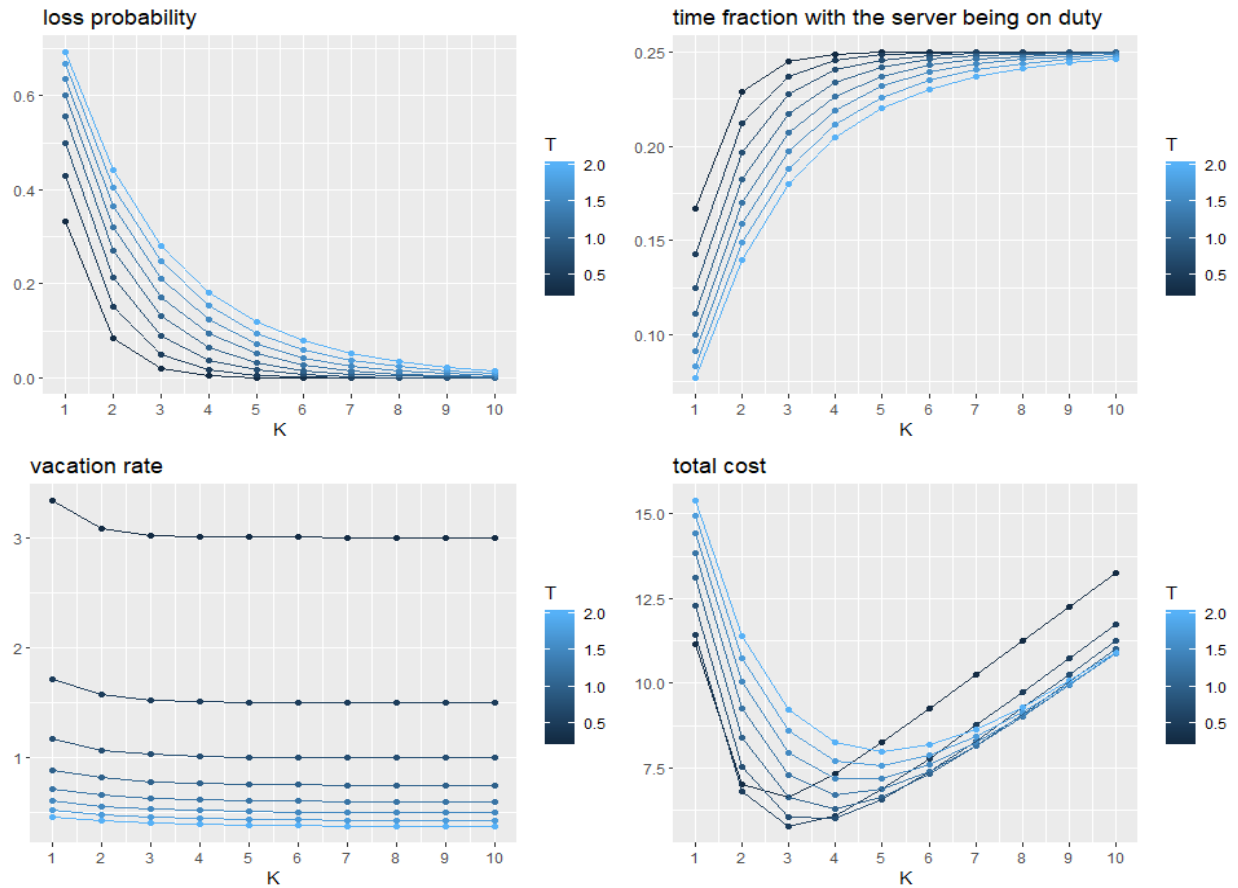 loss probability
0.6
0.4
0.2
0.0
1 2 3 4 5 6 7 8 9 10
K
T
2.0
1.5
1.0
0.5
time fraction with the server being on duty
0.25
0.20
0.15
0.10
1 2 3 4 5 6 7 8 9 10
K
T
2.0
1.5
1.0
0.5
vacation rate
3
2
1
1 2 3 4 5 6 7 8 9 10
K
T
2.0
1.5
1.0
0.5
total cost
15.0
12.5
10.0
7.5
1 2 3 4 5 6 7 8 9 10
K
T
2.0
1.5
1.0
0.5